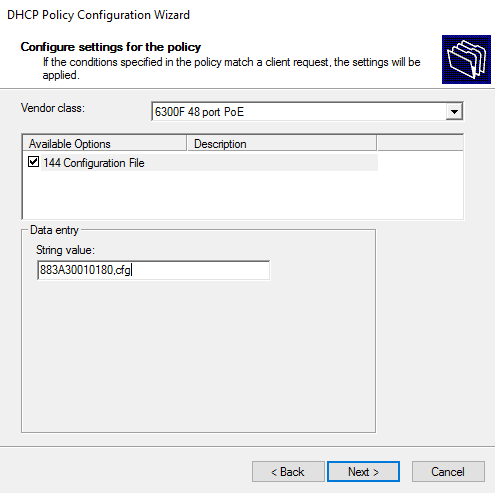 DHCP Policy Configuration Wizard
Configure settings for the policy
If the conditions specified in the policy match a client request, the settings will be
applied.
Vendor class: 6300F 48 port PoE
Available Options Description
144 Configuration File
Data entry
String value:
883A30010180,cfg
< Back Next > Cancel